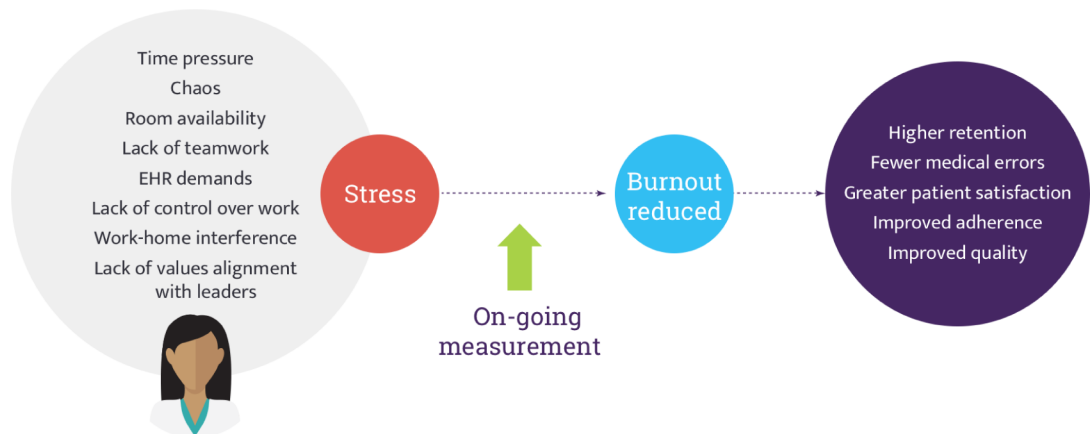 Time pressure
Chaos
Room availability
Lack of teamwork
EHR demands
Lack of control over work
Work-home interference
Lack of values alignment
with leaders
Stress
On-going
measurement
Burnout
reduced
Higher retention
Fewer medical errors
Greater patient satisfaction
Improved adherence
Improved quality